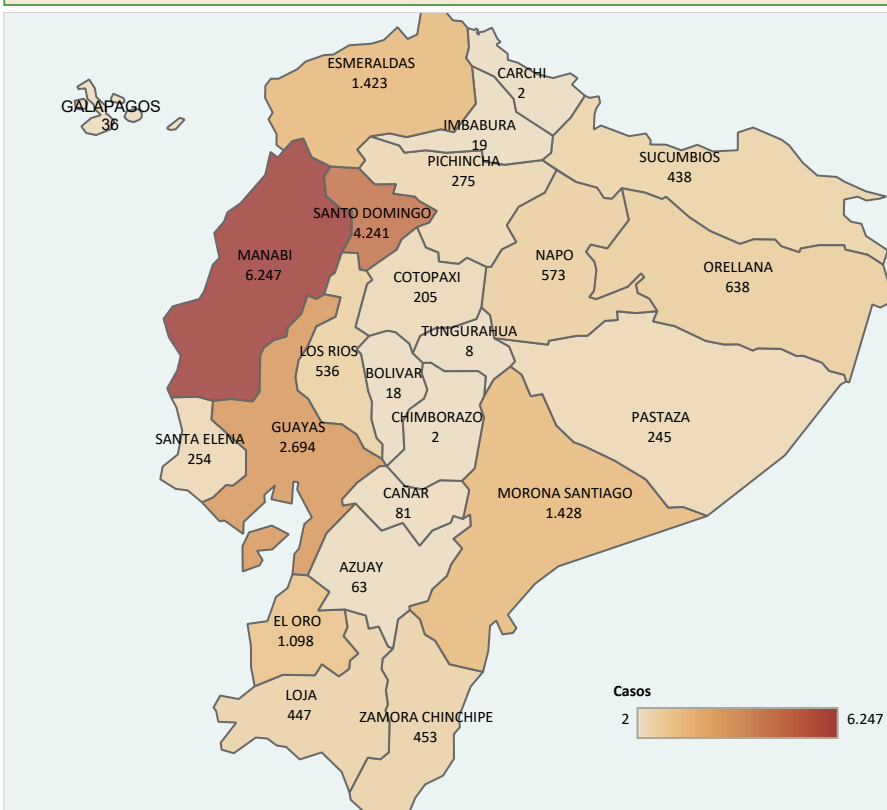 ESMERALDAS
1.423
CARCHI
2
GALAPAGOS
36
IMBABURA
19
PICHINCHA
275
SUCUMBIOS
438
SANTO DOMINGO
4.241
MANABI
6.247
NAPO
573
ORELLANA
638
COTOPAXI
205
TUNGURAHUA
8
LOS RIOS
536
BOLIVAR
18
CHIMBORAZO
2
PASTAZA
245
GUAYAS
2.694
SANTA ELENA
254
CAÑAR
81
MORONA SANTIAGO
1.428
AZUAY
63
EL ORO
1.098
LOJA
447
ZAMORA CHINCHIPE
453
Casos
2
6.247